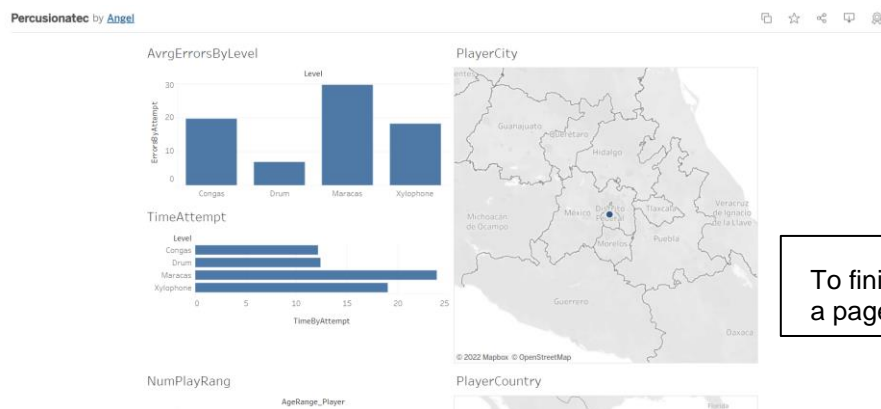 Percusionatec by Angel
AvrgErrorsByLevel
Level
ErrorsByAttempt
30
20
10
0
Congas
Drum
Maracas
Xylophone
TimeAttempt
Level
Congas
Drum
Maracas
Xylophone
0
5
10
15
20
25
TimeByAttempt
NumPlayRang
AgeRange_Player
PlayerCity
Guanajuato
Querétaro
Hidalgo
Michoacán
de Ocampo
México
Distrito
Federal
Tlaxcala
Veracruz
de Ignacio
de la Llave
Morelos
Puebla
Guerrero
Oaxaca
© 2022 Mapbox © OpenStreetMap
PlayerCountry
Florida
To fini
a page